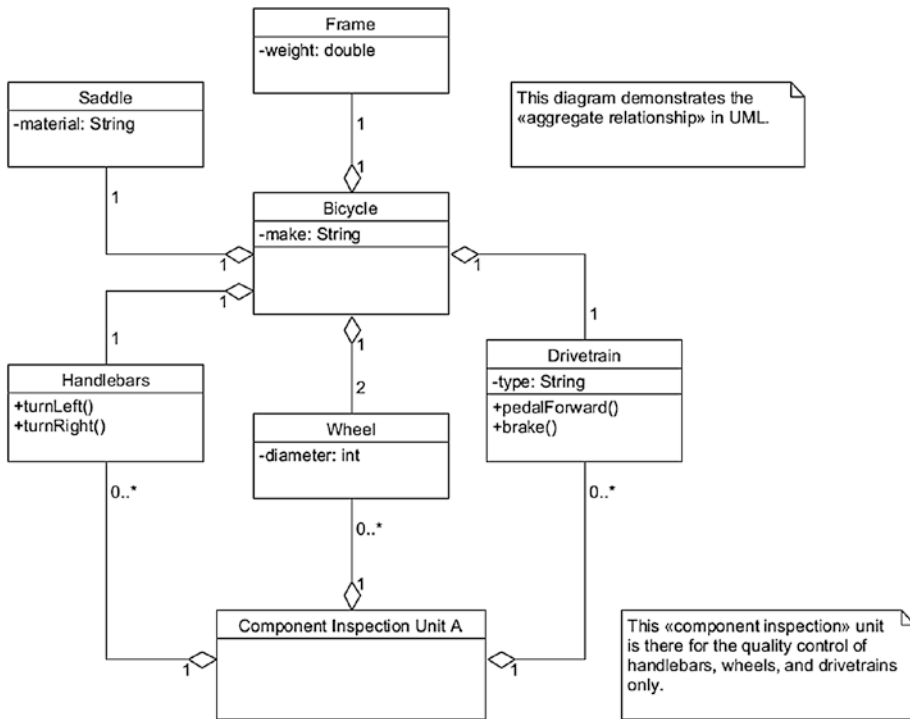 Frame
-weight: double
Saddle
-material: String
This diagram demonstrates the
«aggregate relationship» in UML.
1
1
1
Bicycle
-make: String
1
1
1
1
1
1
Handlebars
+turnLeft()
+turnRight()
2
Wheel
-diameter: int
Drivetrain
-type: String
+pedalForward()
+brake()
0..*
0..*
0..*
1
Component Inspection Unit A
1
1
This «component inspection» unit
is there for the quality control of
handlebars, wheels, and drivetrains
only.